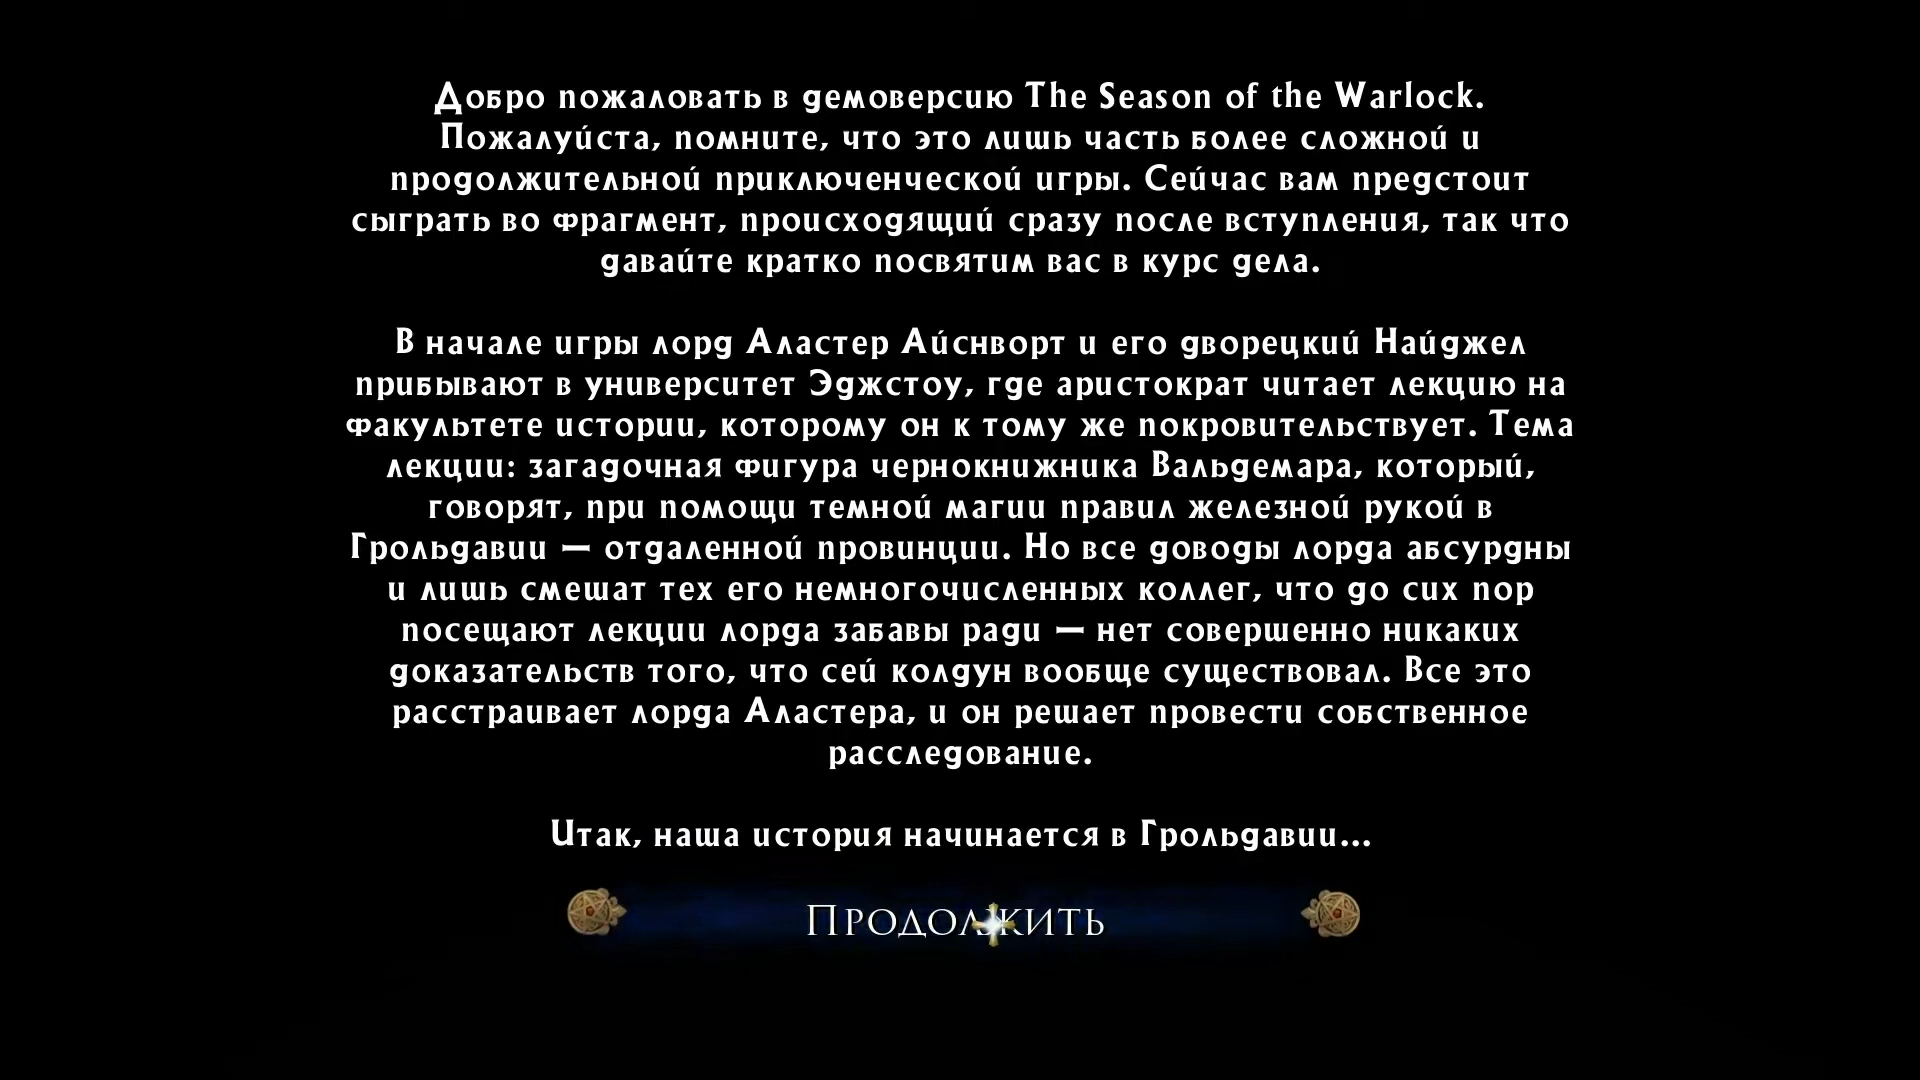 Добро пожаловать в демоверсию The Season of the Warlock.
Пожалуйста, помните, что это лишь часть более сложной и
продолжительной приключенческой игры. Сейчас вам предстоит
сыграть во фрагмент, происходящий сразу после вступления, так что
давайте кратко посвятим вас в курс дела.
В начале игры лорд Аластер Айснворт и его дворецкий Найджел
прибывают в университет Эджстоу, где аристократ читает лекцию на
факультете истории, которому он к тому же покровительствует. Тема
лекции: загадочная фигура чернокнижника Вальдемара, который,
говорят, при помощи темной магии правил железной рукой в
Грольдавии — отдаленной провинции. Но все доводы лорда абсурдны
и лишь смешат тех его немногочисленных коллег, что до сих пор
посещают лекции лорда забавы ради — нет совершенно никаких
доказательств того, что сей колдун вообще существовал. Все это
расстраивает лорда Аластера, и он решает провести собственное
расследование.
Итак, наша история начинается в Грольдавии...
Продолжить